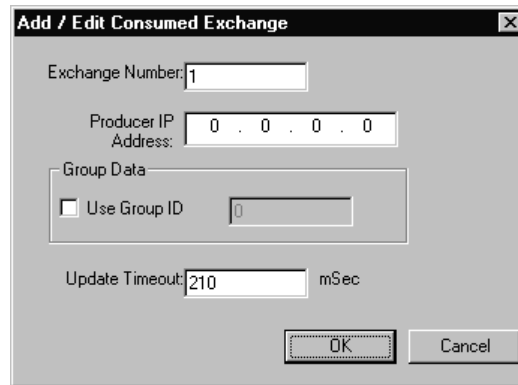 Add / Edit Consumed Exchange
Exchange Number: 1
Producer IP Address: 0 . 0 . 0 . 0
Group Data
Use Group ID 0
Update Timeout: 210 mSec
OK Cancel